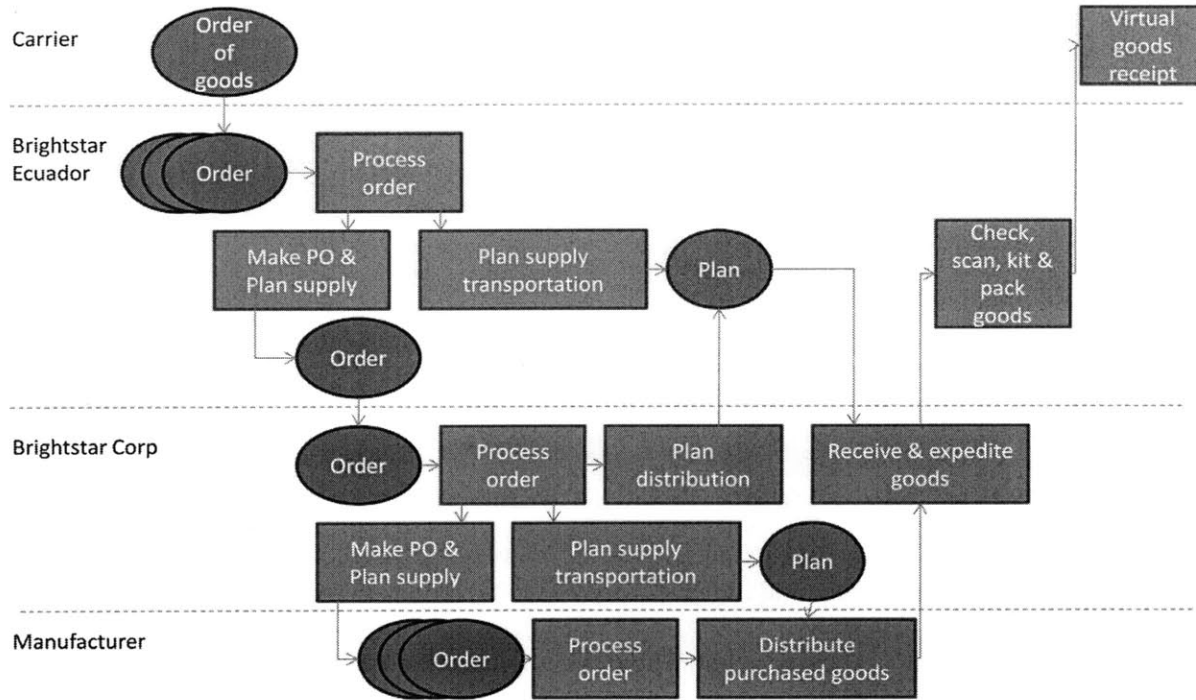 Carrier
Order
of
goods
Virtual
goods
receipt
Brightstar
Ecuador
Order
Process
order
Make PO &
Plan supply
Plan supply
transportation
Plan
Check,
scan, kit &
pack
goods
Order
Brightstar Corp
Order
Process
order
Plan
distribution
Receive & expedite
goods
Make PO &
Plan supply
Plan supply
transportation
Plan
Manufacturer
Order
Process
order
Distribute
purchased goods